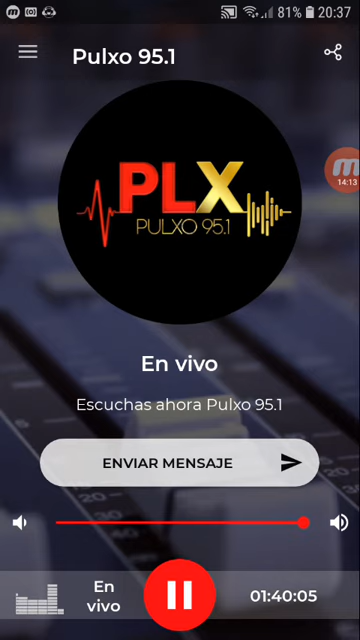 81% 20:37
Pulxo 95.1
PLX
PULXO 95.1
14:13
En vivo
Escuchas ahora Pulxo 95.1
ENVIAR MENSAJE
En
vivo
01:40:05